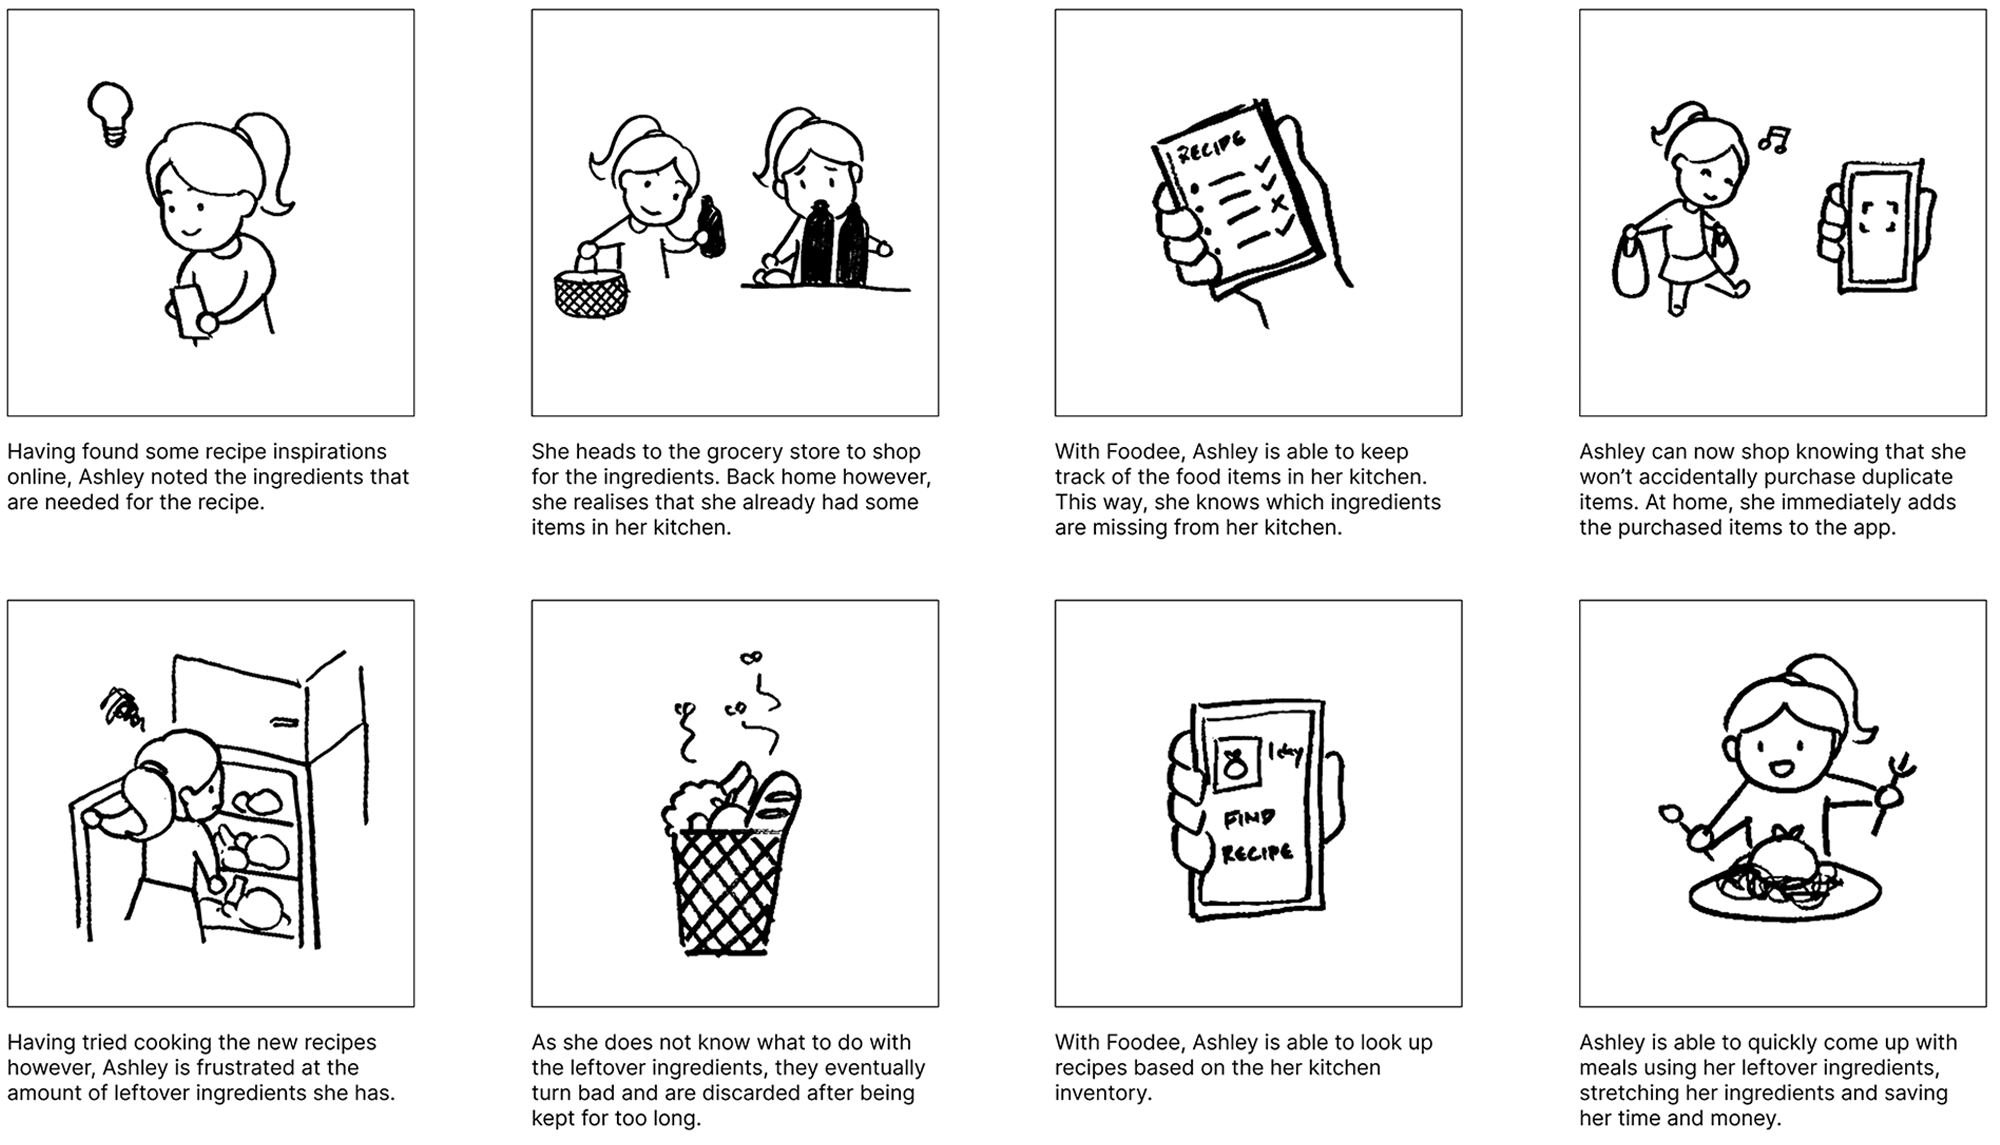 RECIPE
Having found some recipe inspirations
online, Ashley noted the ingredients that
are needed for the recipe.
She heads to the grocery store to shop
for the ingredients. Back home however,
she realises that she already had some
items in her kitchen.
With Foodee, Ashley is able to keep
track of the food items in her kitchen.
This way, she knows which ingredients
are missing from her kitchen.
Ashley can now shop knowing that she
won’t accidentally purchase duplicate
items. At home, she immediately adds
the purchased items to the app.
1 day
FIND
RECIPE
Having tried cooking the new recipes
however, Ashley is frustrated at the
amount of leftover ingredients she has.
As she does not know what to do with
the leftover ingredients, they eventually
turn bad and are discarded after being
kept for too long.
With Foodee, Ashley is able to look up
recipes based on the her kitchen
inventory.
Ashley is able to quickly come up with
meals using her leftover ingredients,
stretching her ingredients and saving
her time and money.